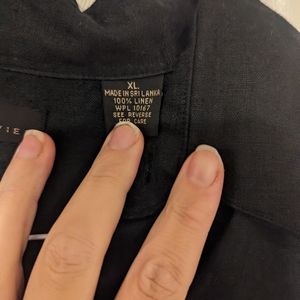 XL
MADE IN SRI LANKA
100% LINEN
WPL 10167
SEE REVERSE
FOR CARE